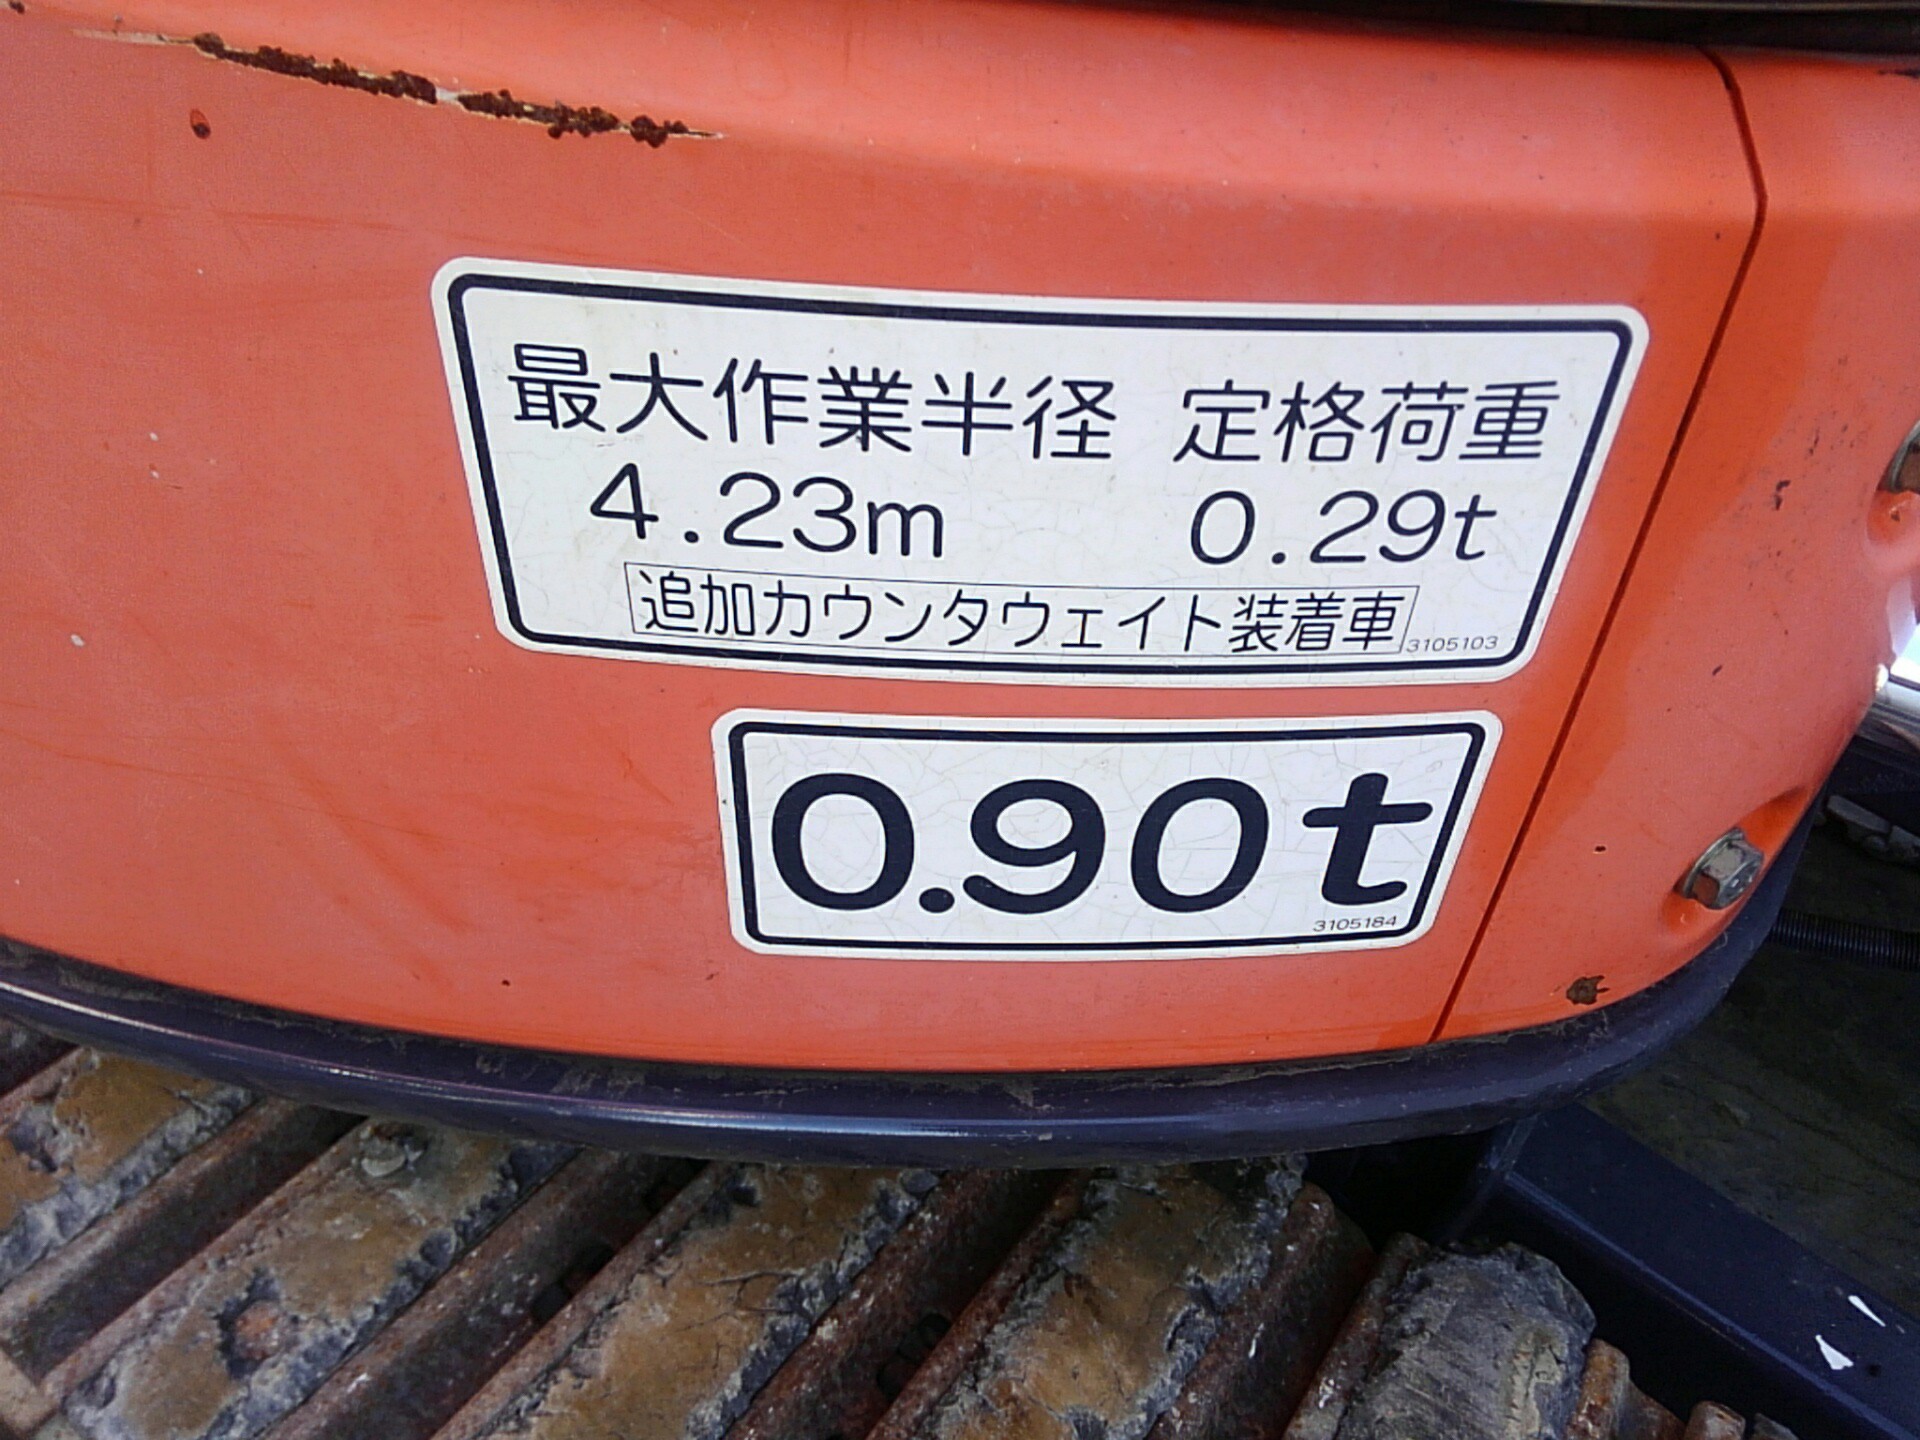 最大作業半径 定格荷重
4.23m 0.29t
追加カウンタウェイト装着車 3105103
0.90t
3105184